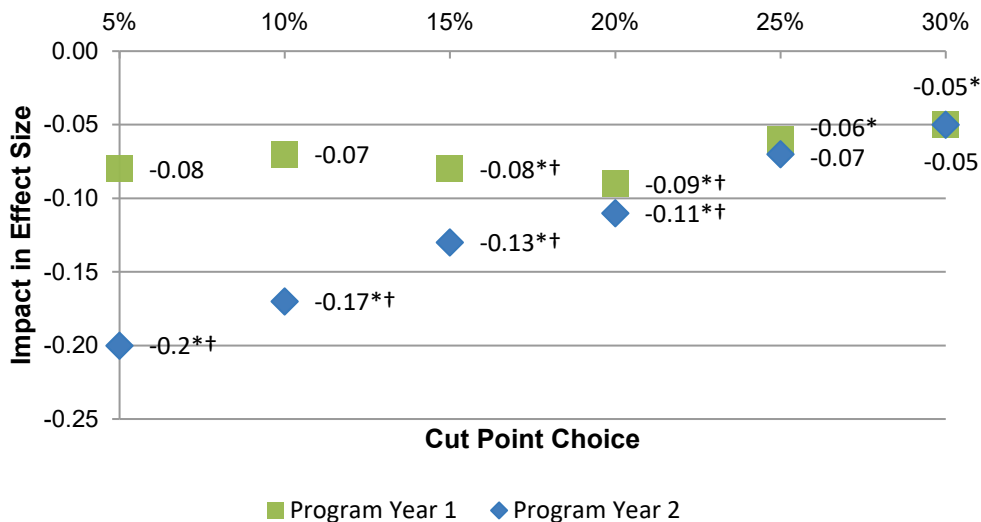 5% 10% 15% 20% 25% 30%
0.00
-0.05*
-0.05
-0.06*
-0.08 -0.07 -0.08*† -0.07 -0.05
-0.09*†
-0.10
-0.11*†
-0.13*†
-0.15
-0.17*†
-0.20
-0.2*†
-0.25
Impact in Effect Size
Cut Point Choice
Program Year 1 Program Year 2